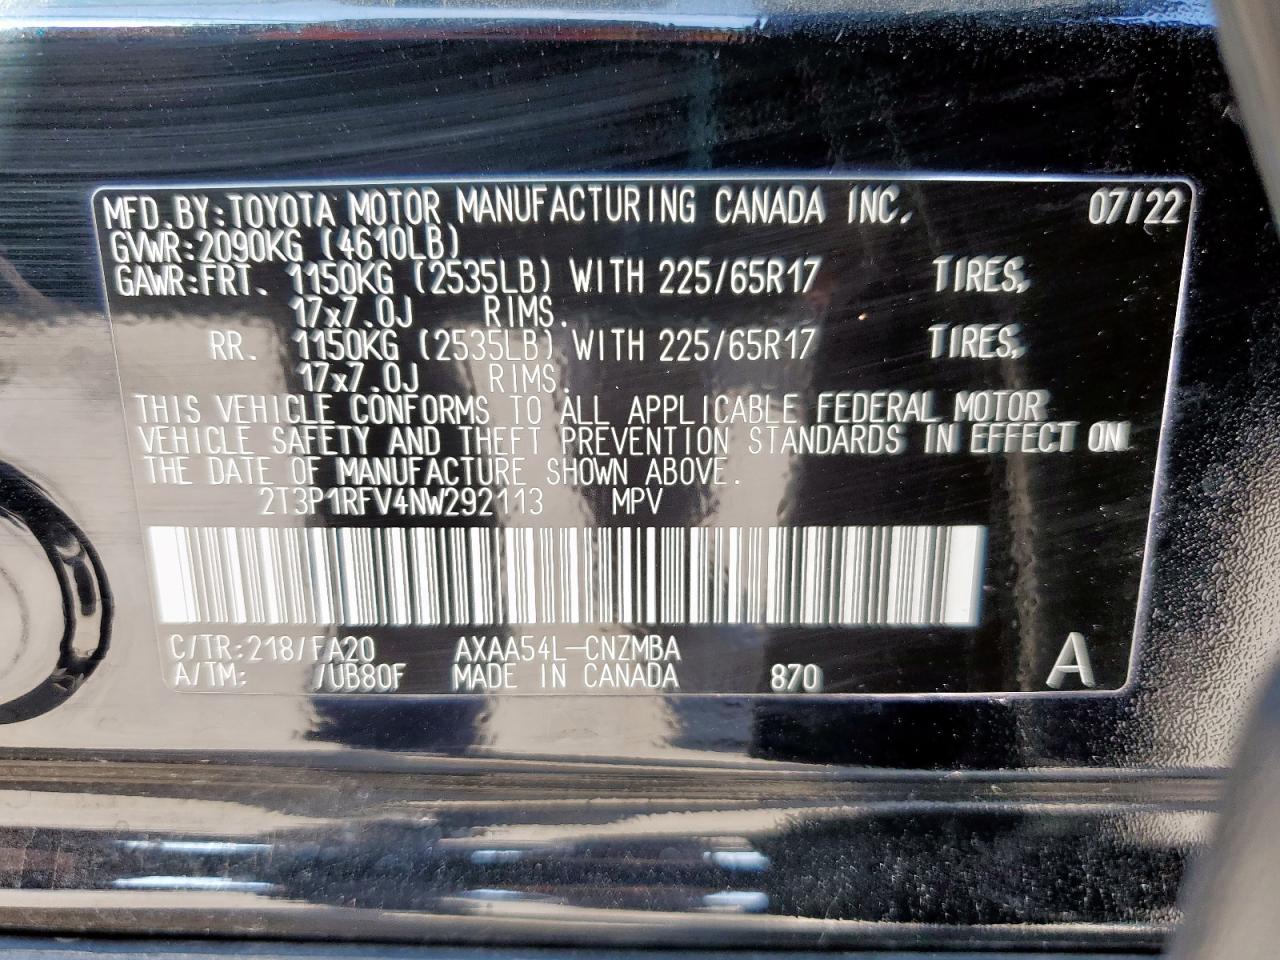 MFD.BY:TOYOTA MOTOR MANUFACTURING CANADA INC. 07/22
GVWR:2090KG (4610LB)
GAWR:FRT. 1150KG (2535LB) WITH 225/65R17 TIRES,
17x7.0J RIMS.
RR. 1150KG (2535LB) WITH 225/65R17 TIRES,
17x7.0J RIMS.
THIS VEHICLE CONFORMS TO ALL APPLICABLE FEDERAL MOTOR
VEHICLE SAFETY AND THEFT PREVENTION STANDARDS IN EFFECT ON
THE DATE OF MANUFACTURE SHOWN ABOVE.
2T3P1RFV4NW292113 MPV
C/TR:218/FA20 AXAA54L-CNZMBA
A/TM: /UB80F MADE IN CANADA 870 A